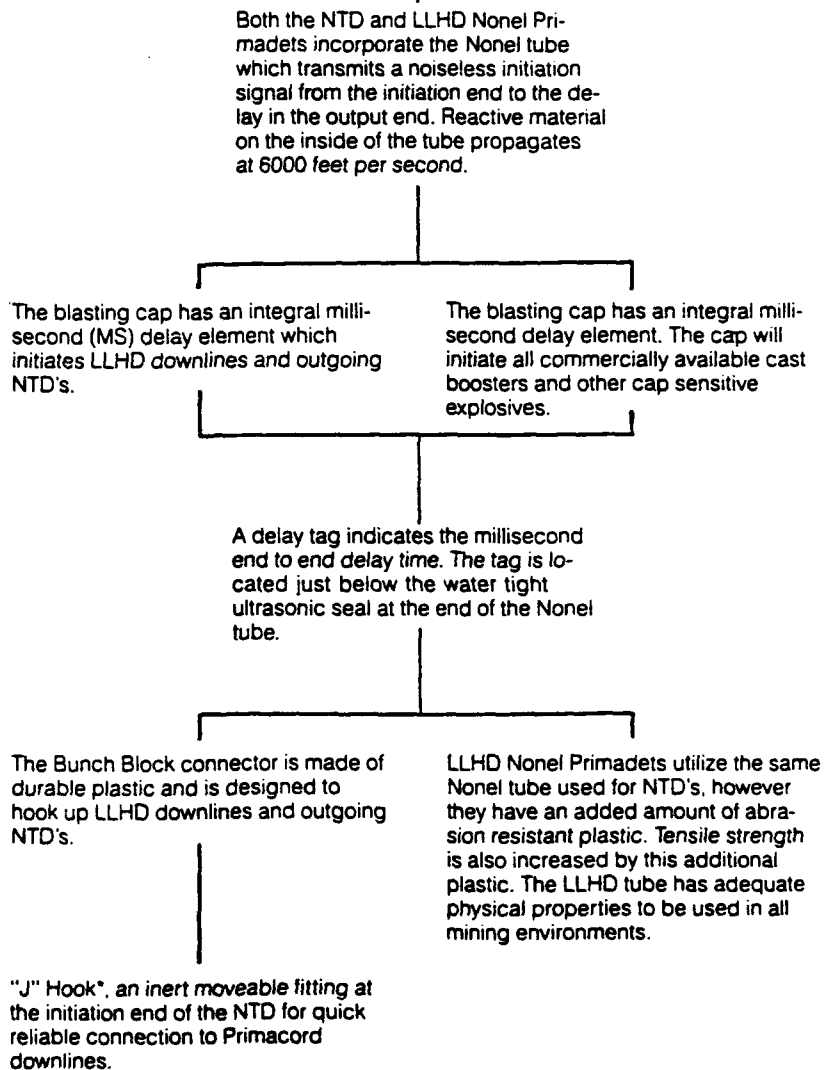 Both the NTD and LLHD Nonel Pri-
madets incorporate the Nonel tube
which transmits a noiseless initiation
signal from the initiation end to the de-
lay in the output end. Reactive material
on the inside of the tube propagates
at 6000 feet per second.
The blasting cap has an integral milli-
second (MS) delay element which
initiates LLHD downlines and outgoing
NTD's.
The blasting cap has an integral milli-
second delay element. The cap will
initiate all commercially available cast
boosters and other cap sensitive
explosives.
A delay tag indicates the millisecond
end to end delay time. The tag is lo-
cated just below the water tight
ultrasonic seal at the end of the Nonel
tube.
The Bunch Block connector is made of
durable plastic and is designed to
hook up LLHD downlines and outgoing
NTD's.
LLHD Nonel Primadets utilize the same
Nonel tube used for NTD's, however
they have an added amount of abra-
sion resistant plastic. Tensile strength
is also increased by this additional
plastic. The LLHD tube has adequate
physical properties to be used in all
mining environments.
"J" Hook*, an inert moveable fitting at
the initiation end of the NTD for quick
reliable connection to Primacord
downlines.